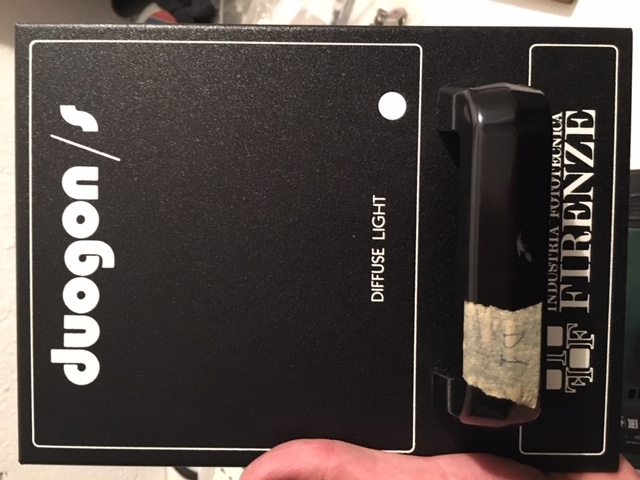 duogon/s
DIFFUSE LIGHT
INDUSTRIA FOTOTECNICA
FIRENZE